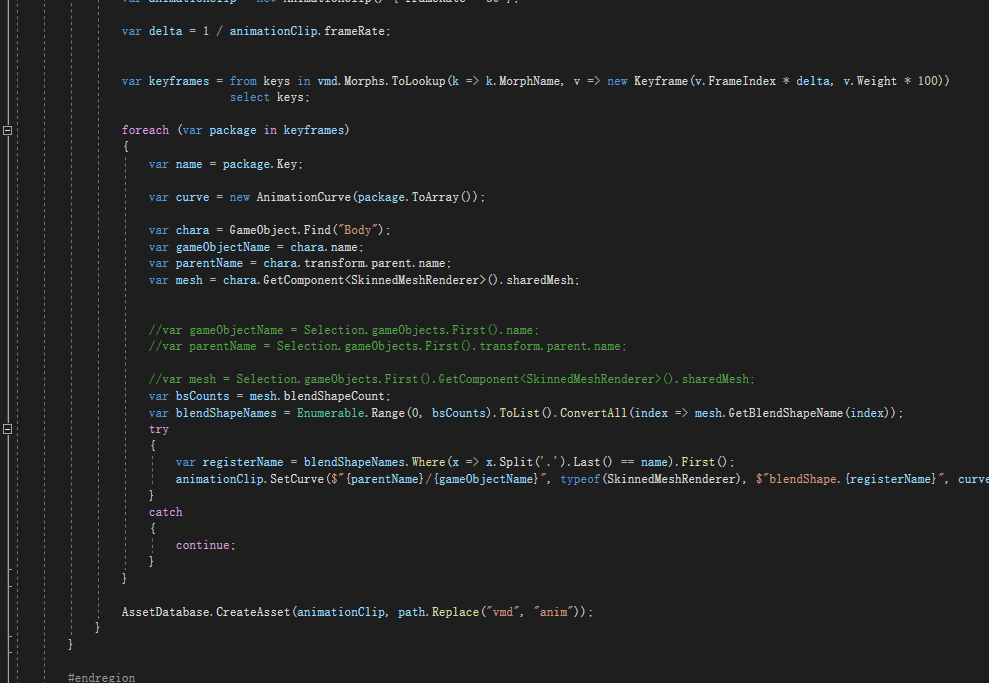 var animationClip = new AnimationClip() { frameRate = 30 };
var delta = 1 / animationClip.frameRate;
var keyframes = from keys in vmd.Morphs.ToLookup(k => k.MorphName, v => new Keyframe(v.FrameIndex * delta, v.Weight * 100))
select keys;
foreach (var package in keyframes)
{
var name = package.Key;
var curve = new AnimationCurve(package.ToArray());
var chara = GameObject.Find("Body");
var gameObjectName = chara.name;
var parentName = chara.transform.parent.name;
var mesh = chara.GetComponent<SkinnedMeshRenderer>().sharedMesh;
//var gameObjectName = Selection.gameObjects.First().name;
//var parentName = Selection.gameObjects.First().transform.parent.name;
//var mesh = Selection.gameObjects.First().GetComponent<SkinnedMeshRenderer>().sharedMesh;
var bsCounts = mesh.blendShapeCount;
var blendShapeNames = Enumerable.Range(0, bsCounts).ToList().ConvertAll(index => mesh.GetBlendShapeName(index));
try
{
var registerName = blendShapeNames.Where(x => x.Split('.').Last() == name).First();
animationClip.SetCurve($"{parentName}/{gameObjectName}", typeof(SkinnedMeshRenderer), $"blendShape.{registerName}", curve
}
catch
{
continue;
}
}
AssetDatabase.CreateAsset(animationClip, path.Replace("vmd", "anim"));
}
}
#endregion